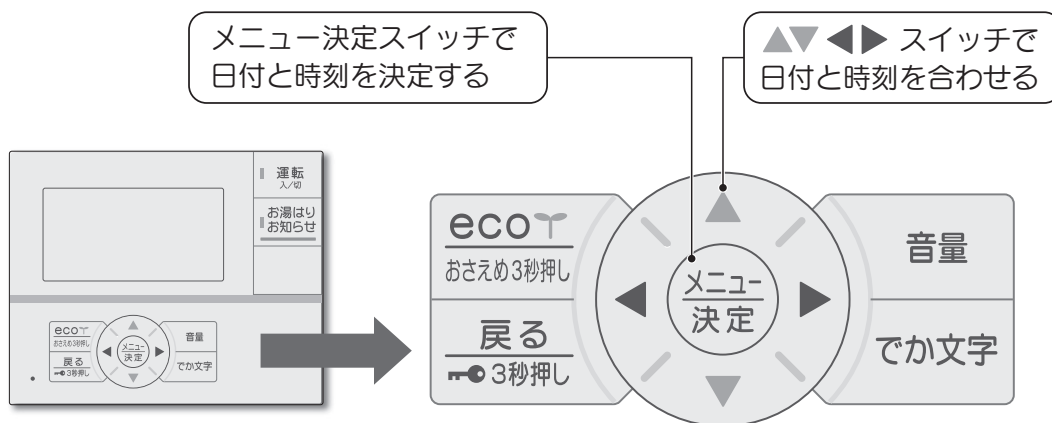 メニュー決定スイッチで
日付と時刻を決定する
▲▼ ◀▶ スイッチで
日付と時刻を合わせる
運転
入/切
お湯はり
お知らせ
eco
おさえめ3秒押し
戻る
3秒押し
メニュー
決定
音量
でか文字
eco
おさえめ3秒押し
戻る
3秒押し
メニュー
決定
音量
でか文字